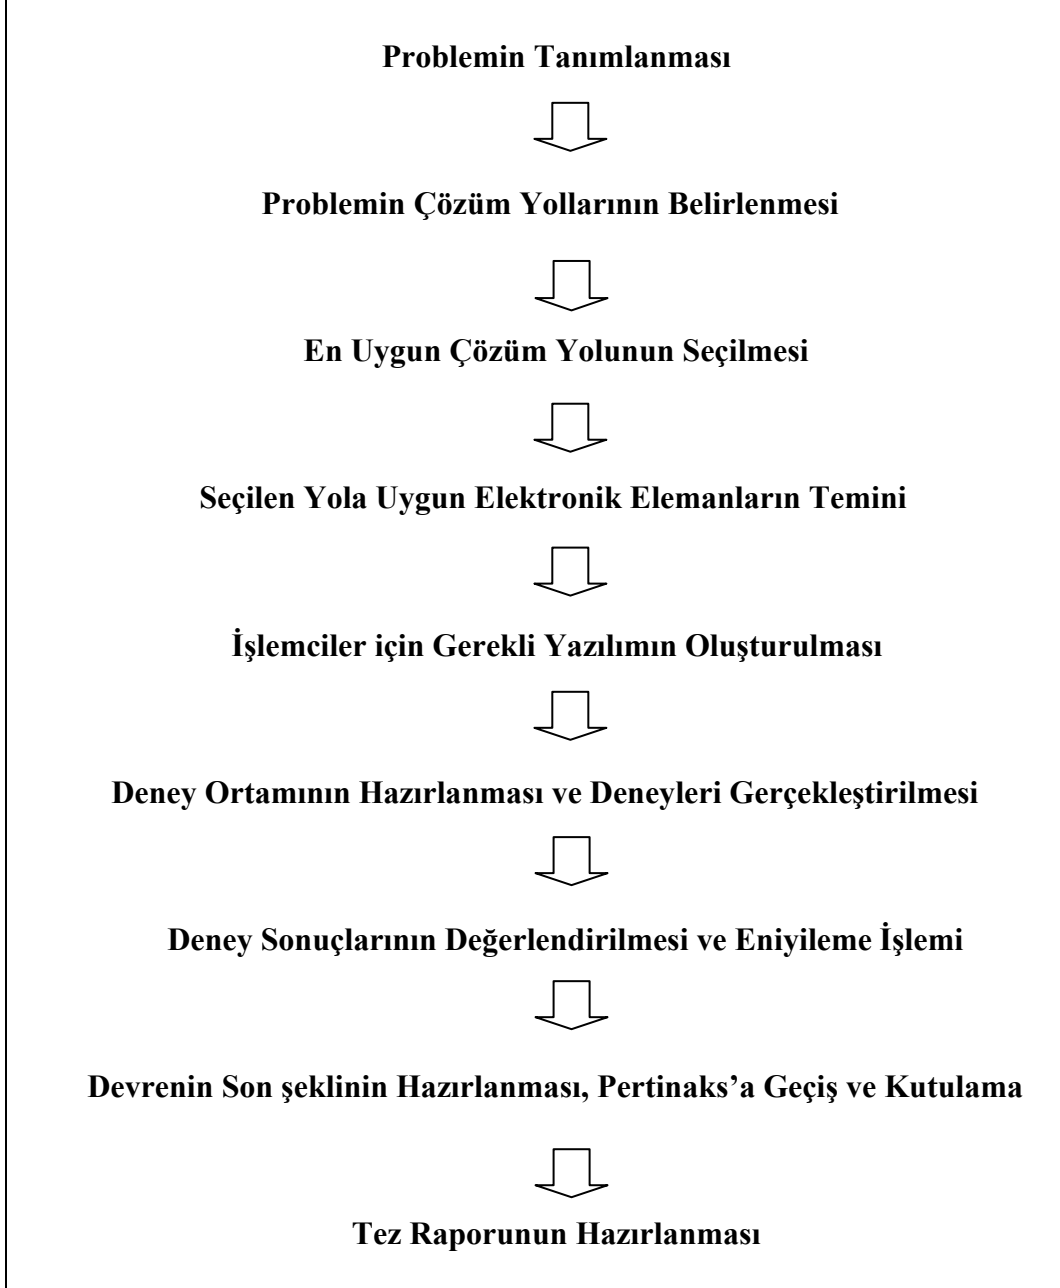 Problemin Tanımlanması
Problemin Çözüm Yollarının Belirlenmesi
En Uygun Çözüm Yolunun Seçilmesi
Seçilen Yola Uygun Elektronik Elemanların Temini
İşlemciler için Gerekli Yazılımın Oluşturulması
Deney Ortamının Hazırlanması ve Deneyleri Gerçekleştirilmesi
Deney Sonuçlarının Değerlendirilmesi ve Eniyileme İşlemi
Devrenin Son şeklinin Hazırlanması, Pertinaks’a Geçiş ve Kutulama
Tez Raporunun Hazırlanması